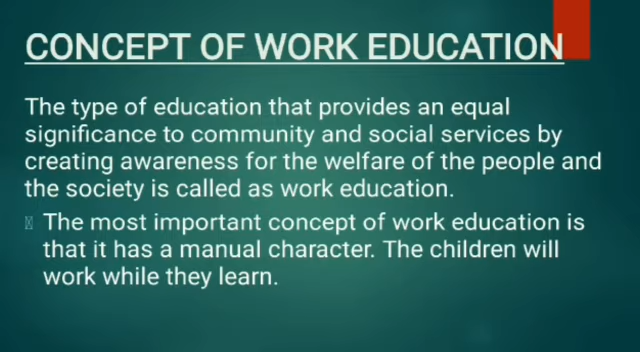 CONCEPT OF WORK EDUCATION
The type of education that provides an equal
significance to community and social services by
creating awareness for the welfare of the people and
the society is called as work education.
The most important concept of work education is
that it has a manual character. The children will
work while they learn.